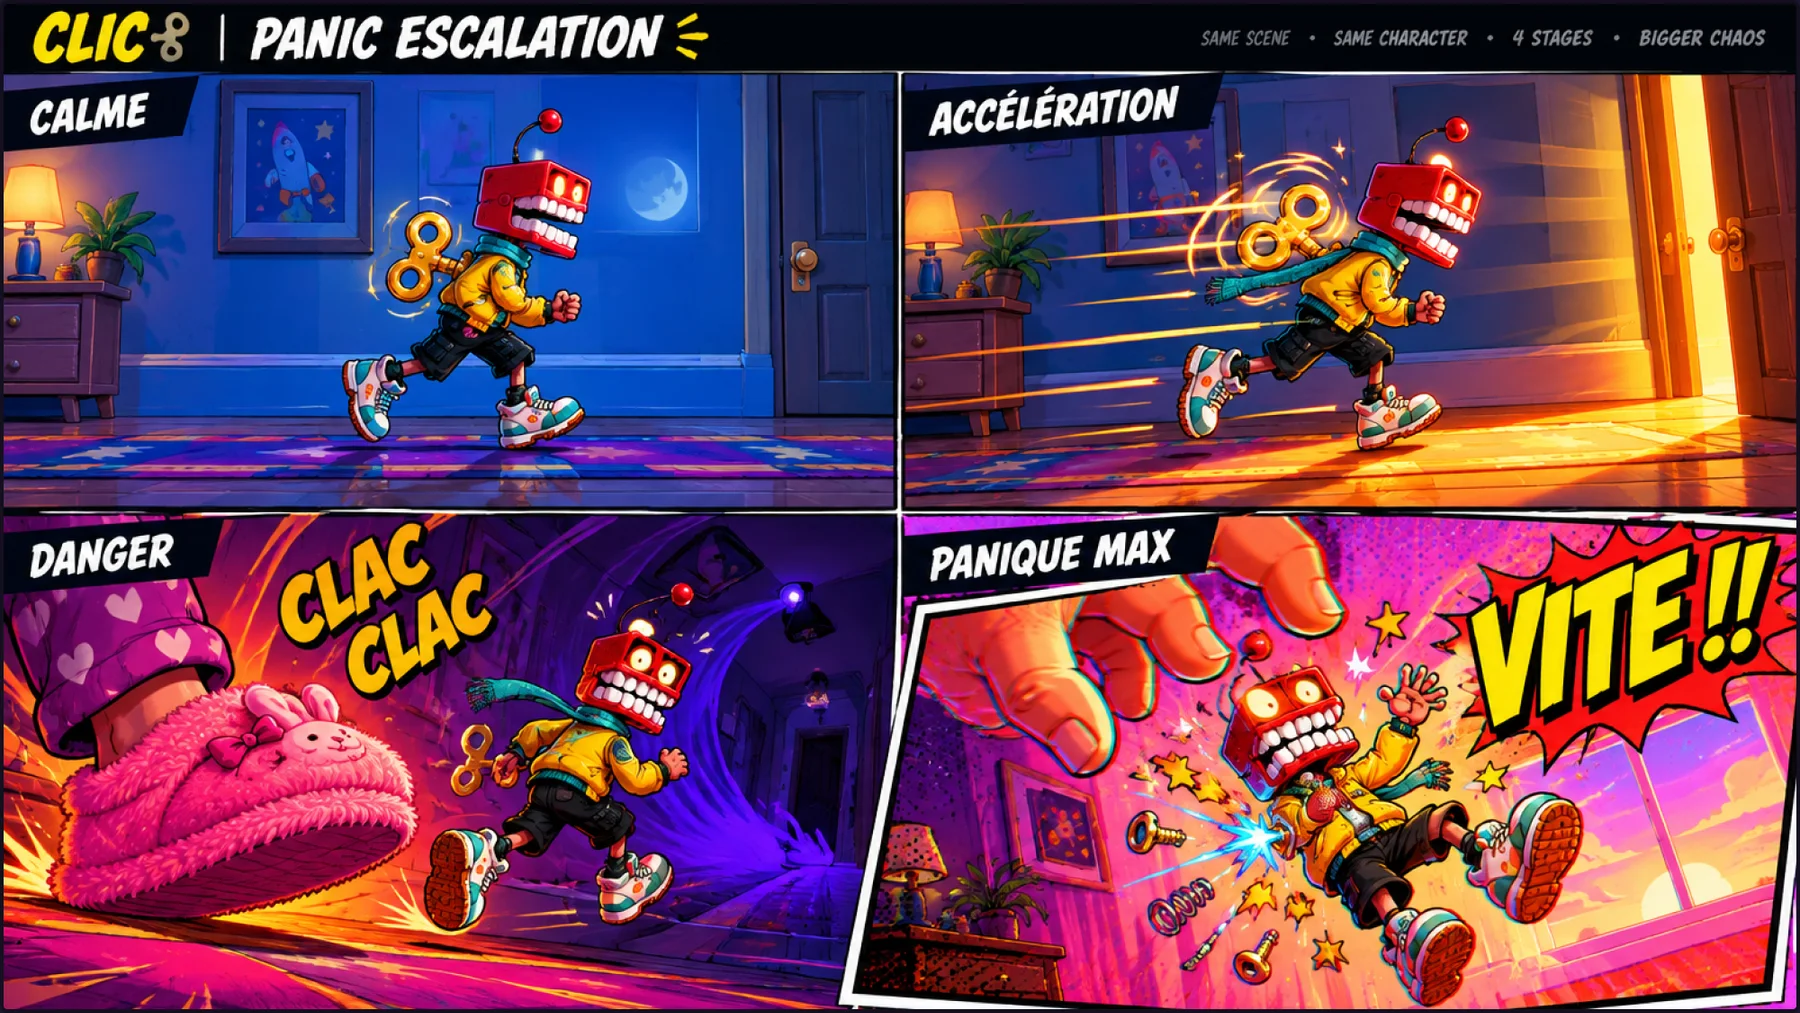 CLIC | PANIC ESCALATION
SAME SCENE • SAME CHARACTER • 4 STAGES • BIGGER CHAOS
CALME
ACCÉLÉRATION
DANGER
CLAC
CLAC
PANIQUE MAX
VITE!!